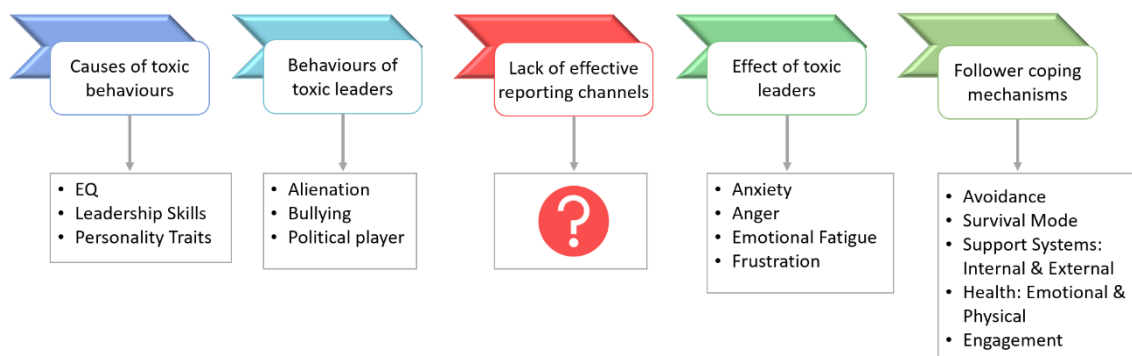 Causes of toxic
behaviours
Behaviours of
toxic leaders
Lack of effective
reporting channels
Effect of toxic
leaders
Follower coping
mechanisms
• EQ
• Leadership Skills
• Personality Traits
• Alienation
• Bullying
• Political player
?
• Anxiety
• Anger
• Emotional Fatigue
• Frustration
• Avoidance
• Survival Mode
• Support Systems:
Internal & External
• Health: Emotional &
Physical
• Engagement